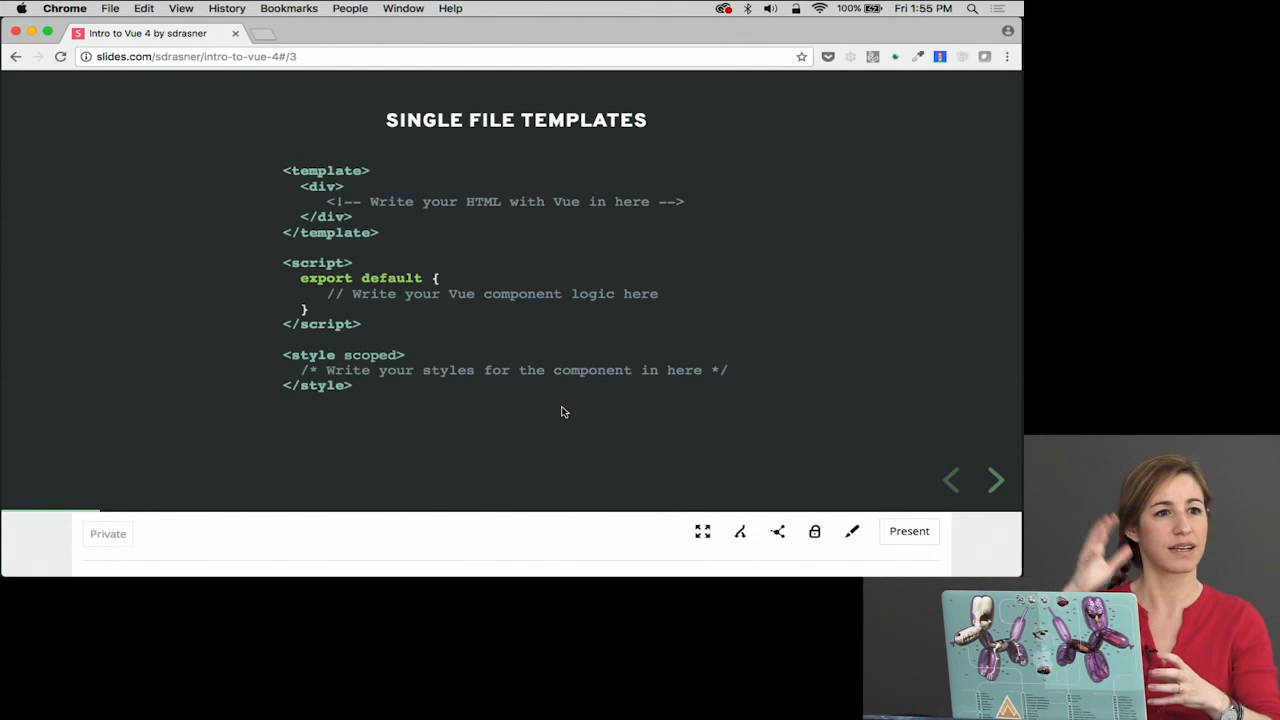 Chrome File Edit View History Bookmarks People Window Help 100% Fri 1:55 PM
Intro to Vue 4 by sdrasner
slides.com/sdrasner/intro-to-vue-4#/3
SINGLE FILE TEMPLATES
<template>
<div>
<!-- Write your HTML with Vue in here -->
</div>
</template>
<script>
export default {
// Write your Vue component logic here
}
</script>
<style scoped>
/* Write your styles for the component in here */
</style>
Private
Present